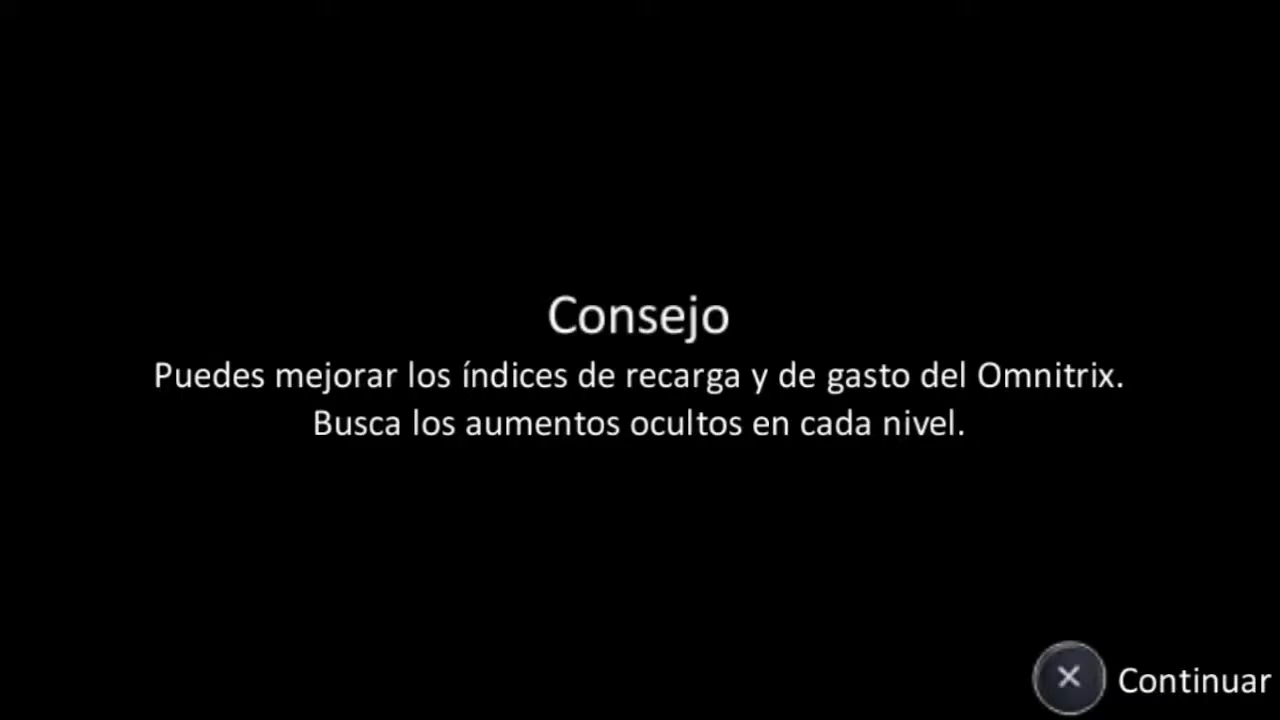 Consejo
Puedes mejorar los índices de recarga y de gasto del Omnitrix.
Busca los aumentos ocultos en cada nivel.
Continuar